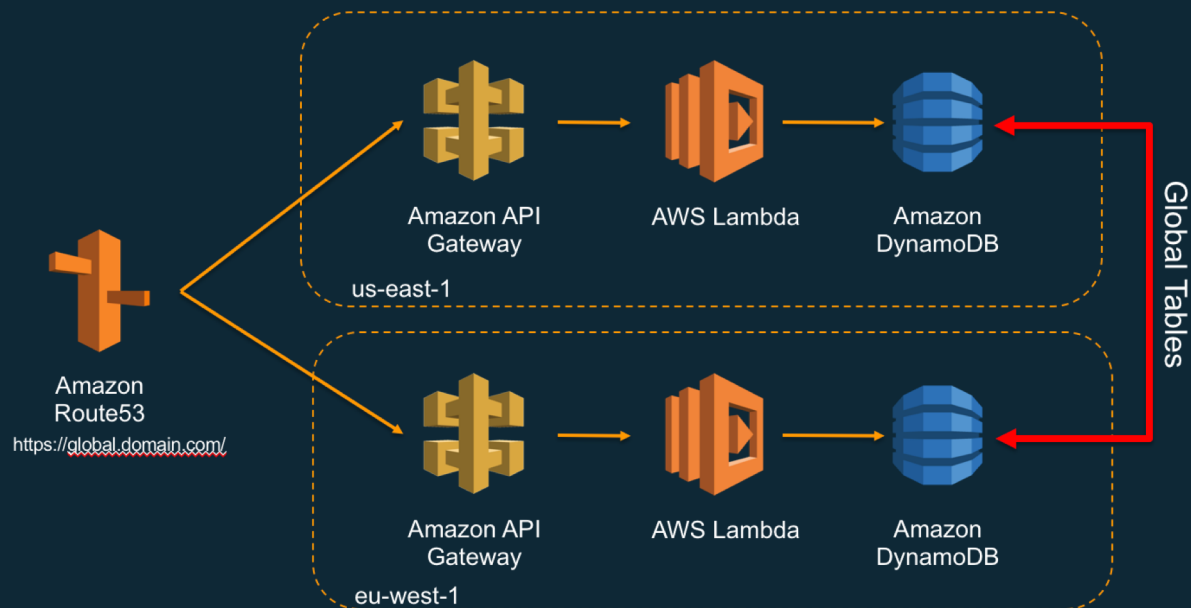 Amazon API
Gateway
AWS Lambda
Amazon
DynamoDB
us-east-1
Global Tables
Amazon
Route53
https://global.domain.com/
Amazon API
Gateway
AWS Lambda
Amazon
DynamoDB
eu-west-1